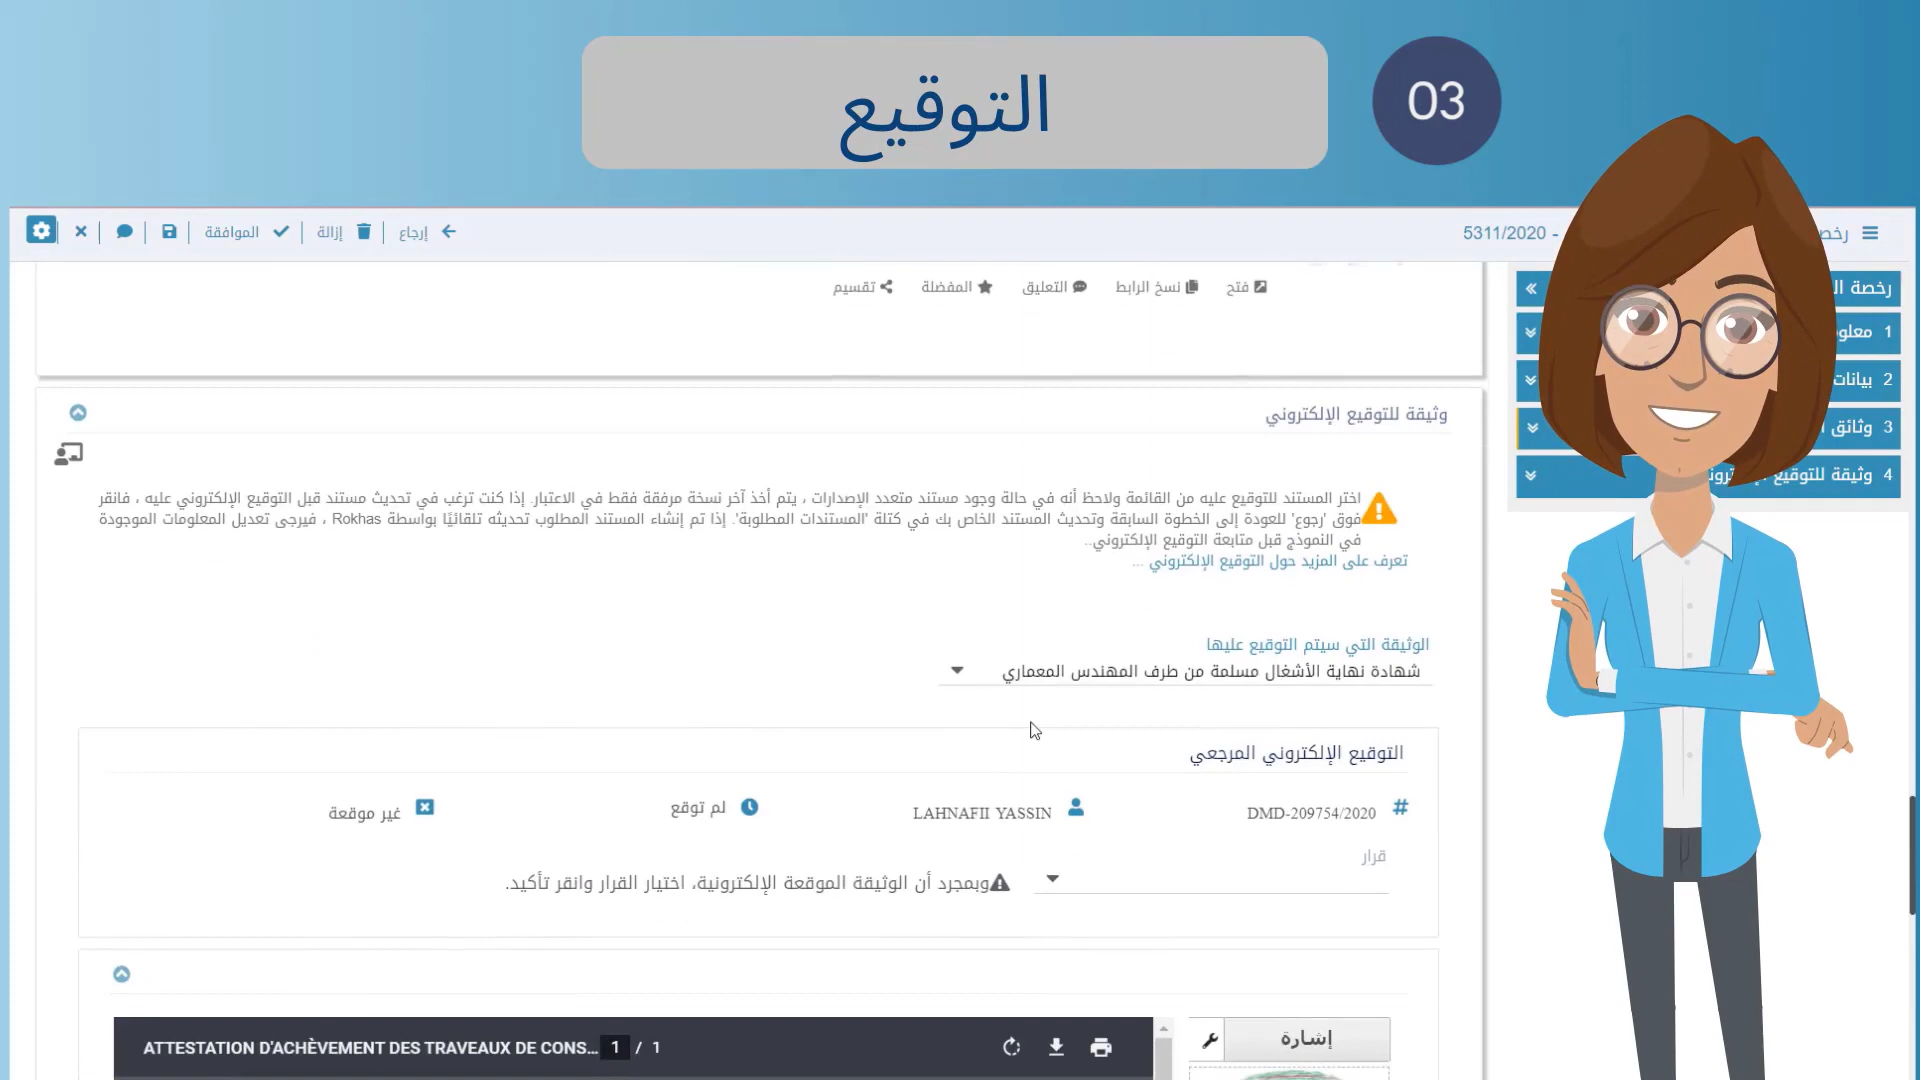 التوقيع
03
إرجاع
إزالة
الموافقة
5311/2020 -
فتح
نسخ الرابط
التعليق
المفضلة
تقسيم
1
2 بيانات
3 وثائق
4 وثيقة للتوقيع
وثيقة للتوقيع الإلكتروني
اختر المستند للتوقيع عليه من القائمة ولاحظ أنه في حالة وجود مستند متعدد الإصدارات ، يتم أخذ آخر نسخة مرفقة فقط في الاعتبار. إذا كنت ترغب في تحديث مستند قبل التوقيع الإلكتروني عليه ، فانقر
فوق 'رجوع' للعودة إلى الخطوة السابقة وتحديث المستند الخاص بك في كتلة 'المستندات المطلوبة'. إذا تم إنشاء المستند المطلوب تحديثه تلقائيًا بواسطة Rokhas ، فيرجى تعديل المعلومات الموجودة
في النموذج قبل متابعة التوقيع الإلكتروني..
تعرف على المزيد حول التوقيع الإلكتروني ...
الوثيقة التي سيتم التوقيع عليها
شهادة نهاية الأشغال مسلمة من طرف المهندس المعماري
التوقيع الإلكتروني المرجعي
# DMD-209754/2020
LAHNAFII YASSIN
لم توقع
غير موقعة
قرار
وبمجرد أن الوثيقة الموقعة الإلكترونية، اختيار القرار وانقر تأكيد.
ATTESTATION D'ACHÈVEMENT DES TRAVEAUX DE CONS... 1 / 1
إشارة